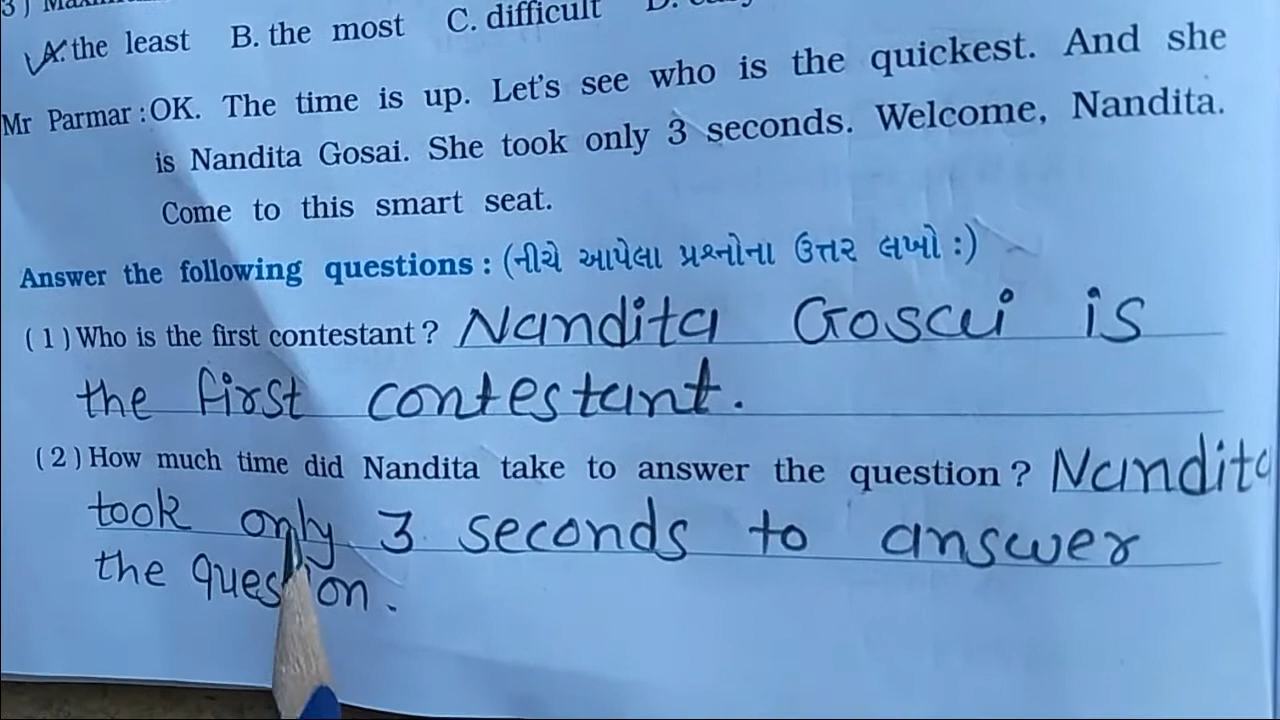 3)
A. the least B. the most C. difficult D.
Mr Parmar : OK. The time is up. Let's see who is the quickest. And she
is Nandita Gosai. She took only 3 seconds. Welcome, Nandita.
Come to this smart seat.
Answer the following questions : (નીચે આપેલા પ્રશ્નોના ઉત્તર લખો :)
( 1 ) Who is the first contestant ? Nandita Gosai is
the first contestant.
( 2 ) How much time did Nandita take to answer the question ? Nandita
took only 3 seconds to answer
the question.